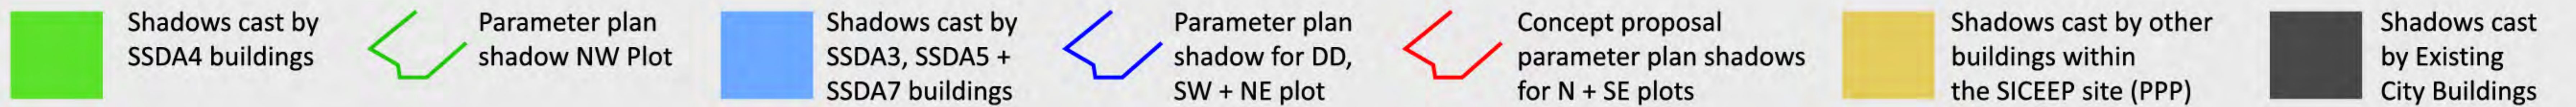 Shadows cast by
SSDA4 buildings
Parameter plan
shadow NW Plot
Shadows cast by
SSDA3, SSDA5 +
SSDA7 buildings
Parameter plan
shadow for DD,
SW + NE plot
Concept proposal
parameter plan shadows
for N + SE plots
Shadows cast by other
buildings within
the SICEEP site (PPP)
Shadows cast
by Existing
City Buildings